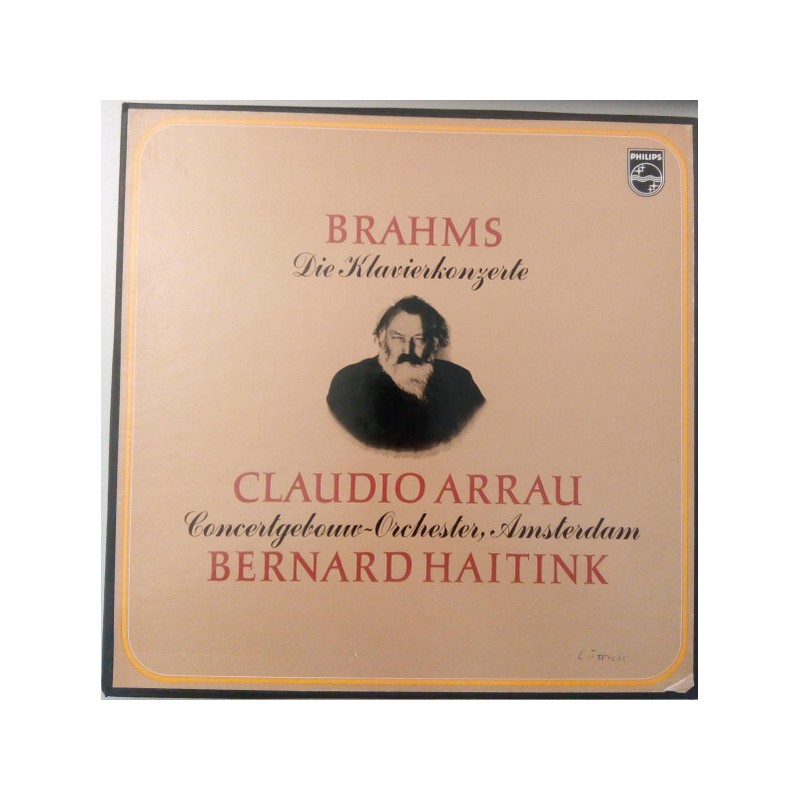 PHILIPS
BRAHMS
Die Klavierkonzerte
CLAUDIO ARRAU
Concertgebouw-Orchester, Amsterdam
BERNARD HAITINK